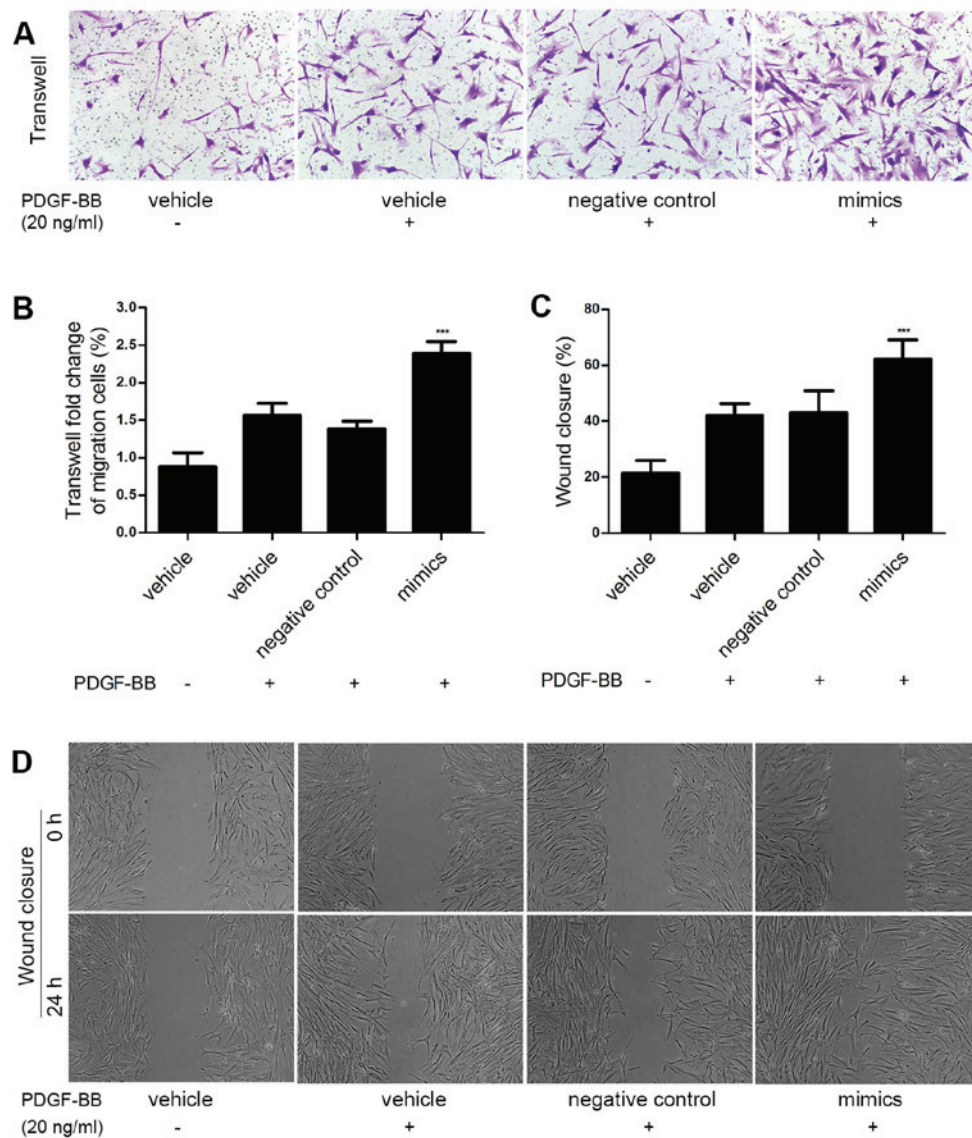 A
Transwell
PDGF-BB vehicle vehicle negative control mimics
(20 ng/ml) - + + +
B
Transwell fold change
of migration cells (%)
3.0
2.5
2.0
1.5
1.0
0.5
0.0
***
vehicle vehicle negative control mimics
PDGF-BB - + + +
C
Wound closure (%)
80
60
40
20
0
***
vehicle vehicle negative control mimics
PDGF-BB - + + +
D
Wound closure
0 h
24 h
PDGF-BB vehicle vehicle negative control mimics
(20 ng/ml) - + + +